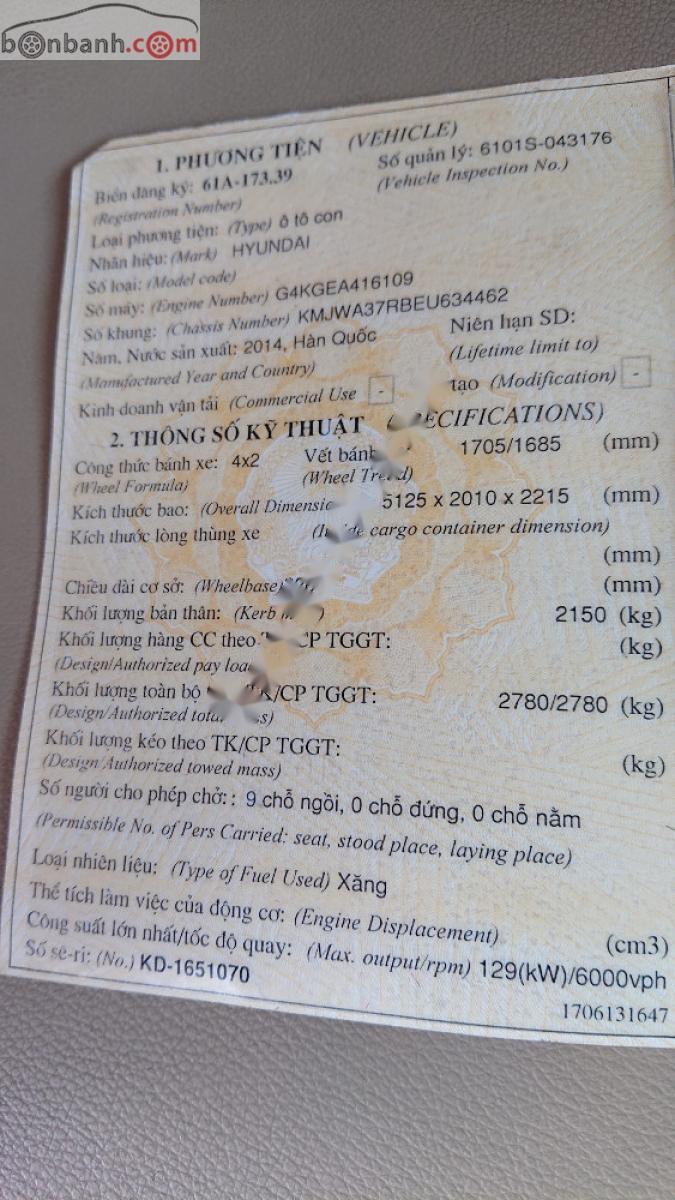 bonbanh.com
1. PHƯƠNG TIỆN (VEHICLE)
Biển đăng ký: 61A-173.39 Số quản lý: 6101S-043176
(Registration Number) (Vehicle Inspection No.)
Loại phương tiện: (Type) ô tô con
Nhãn hiệu: (Mark) HYUNDAI
Số loại: (Model code)
Số máy: (Engine Number) G4KGEA416109
Số khung: (Chassis Number) KMJWA37RBEU634462
Năm, Nước sản xuất: 2014, Hàn Quốc Niên hạn SD:
(Manufactured Year and Country) (Lifetime limit to)
Kinh doanh vận tải (Commercial Use - tạo (Modification) -
2. THÔNG SỐ KỸ THUẬT ECIFICATIONS)
Công thức bánh xe: 4x2 Vết bánh 1705/1685 (mm)
(Wheel Formula) (Wheel
Kích thước bao: (Overall Dimensio 5125 x 2010 x 2215 (mm)
Kích thước lòng thùng xe cargo container dimension)
(mm)
Chiều dài cơ sở: (Wheelbase) (mm)
Khối lượng bản thân: (Kerb 2150 (kg)
Khối lượng hàng CC theo CP TGGT: (kg)
(Design/Authorized pay loa
Khối lượng toàn bộ /CP TGGT: 2780/2780 (kg)
(Design/Authorized tota s)
Khối lượng kéo theo TK/CP TGGT:
(Design/Authorized towed mass) (kg)
Số người cho phép chở: : 9 chỗ ngồi, 0 chỗ đứng, 0 chỗ nằm
(Permissible No. of Pers Carried: seat, stood place, laying place)
Loại nhiên liệu: (Type of Fuel Used) Xăng
Thể tích làm việc của động cơ: (Engine Displacement) (cm3)
Công suất lớn nhất/tốc độ quay: (Max. output/rpm) 129(kW)/6000vph
Số sê-ri: (No.) KD-1651070
1706131647